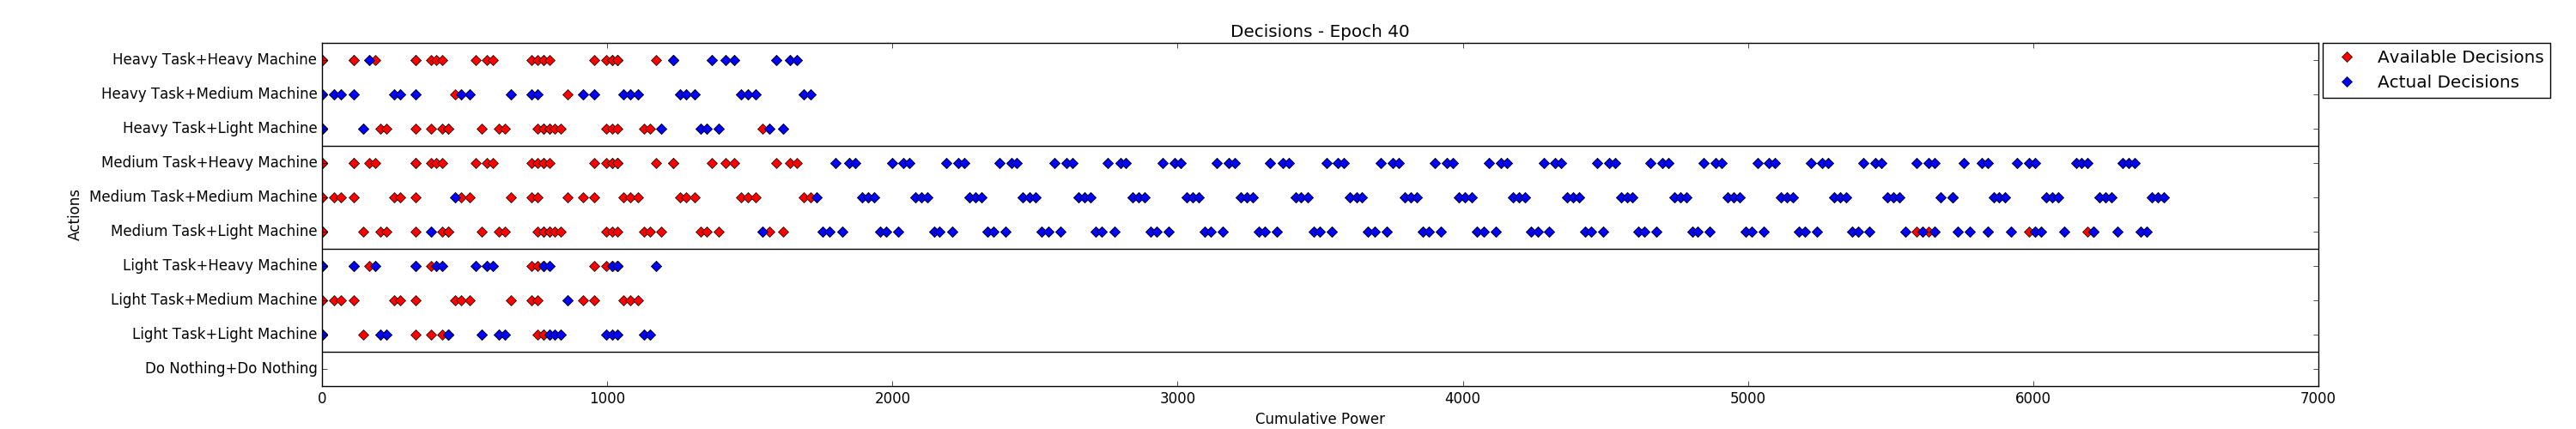 Decisions - Epoch 40
Available Decisions
Actual Decisions
Actions
Heavy Task+Heavy Machine
Heavy Task+Medium Machine
Heavy Task+Light Machine
Medium Task+Heavy Machine
Medium Task+Medium Machine
Medium Task+Light Machine
Light Task+Heavy Machine
Light Task+Medium Machine
Light Task+Light Machine
Do Nothing+Do Nothing
0 1000 2000 3000 4000 5000 6000 7000
Cumulative Power